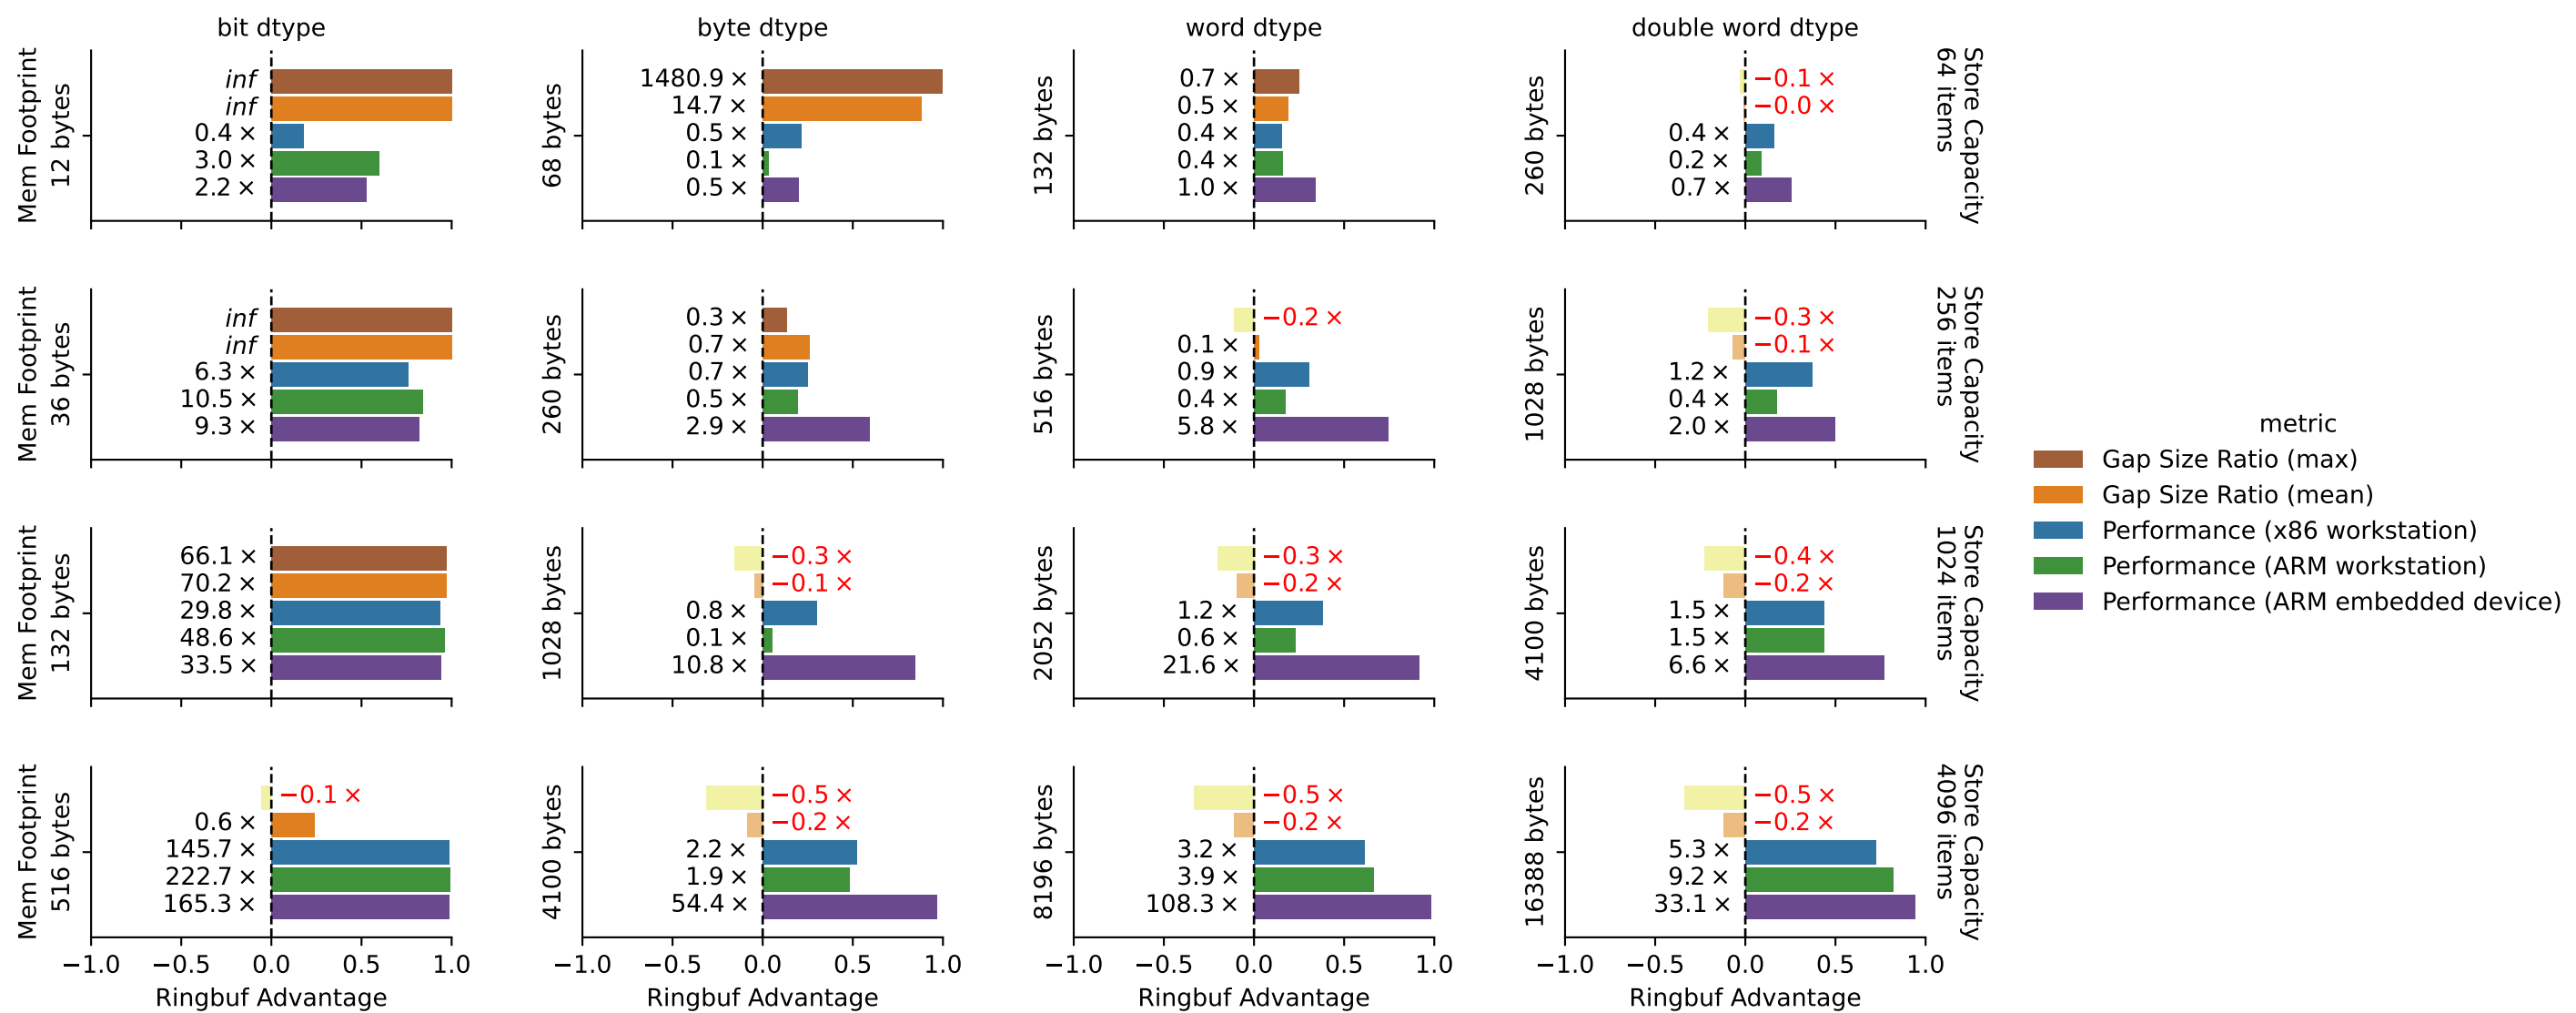 bit dtype
byte dtype
word dtype
double word dtype
Mem Footprint
12 bytes
inf
inf
0.4 ×
3.0 ×
2.2 ×
68 bytes
1480.9 ×
14.7 ×
0.5 ×
0.1 ×
0.5 ×
132 bytes
0.7 ×
0.5 ×
0.4 ×
0.4 ×
1.0 ×
260 bytes
−0.1 ×
−0.0 ×
0.4 ×
0.2 ×
0.7 ×
Store Capacity
64 items
Mem Footprint
36 bytes
inf
inf
6.3 ×
10.5 ×
9.3 ×
260 bytes
0.3 ×
0.7 ×
0.7 ×
0.5 ×
2.9 ×
516 bytes
−0.2 ×
0.1 ×
0.9 ×
0.4 ×
5.8 ×
1028 bytes
−0.3 ×
−0.1 ×
1.2 ×
0.4 ×
2.0 ×
Store Capacity
256 items
Mem Footprint
132 bytes
66.1 ×
70.2 ×
29.8 ×
48.6 ×
33.5 ×
1028 bytes
−0.3 ×
−0.1 ×
0.8 ×
0.1 ×
10.8 ×
2052 bytes
−0.3 ×
−0.2 ×
1.2 ×
0.6 ×
21.6 ×
4100 bytes
−0.4 ×
−0.2 ×
1.5 ×
1.5 ×
6.6 ×
Store Capacity
1024 items
Mem Footprint
516 bytes
−0.1 ×
0.6 ×
145.7 ×
222.7 ×
165.3 ×
4100 bytes
−0.5 ×
−0.2 ×
2.2 ×
1.9 ×
54.4 ×
8196 bytes
−0.5 ×
−0.2 ×
3.2 ×
3.9 ×
108.3 ×
16388 bytes
−0.5 ×
−0.2 ×
5.3 ×
9.2 ×
33.1 ×
Store Capacity
4096 items
−1.0 −0.5 0.0 0.5 1.0
Ringbuf Advantage
−1.0 −0.5 0.0 0.5 1.0
Ringbuf Advantage
−1.0 −0.5 0.0 0.5 1.0
Ringbuf Advantage
−1.0 −0.5 0.0 0.5 1.0
Ringbuf Advantage
metric
Gap Size Ratio (max)
Gap Size Ratio (mean)
Performance (x86 workstation)
Performance (ARM workstation)
Performance (ARM embedded device)